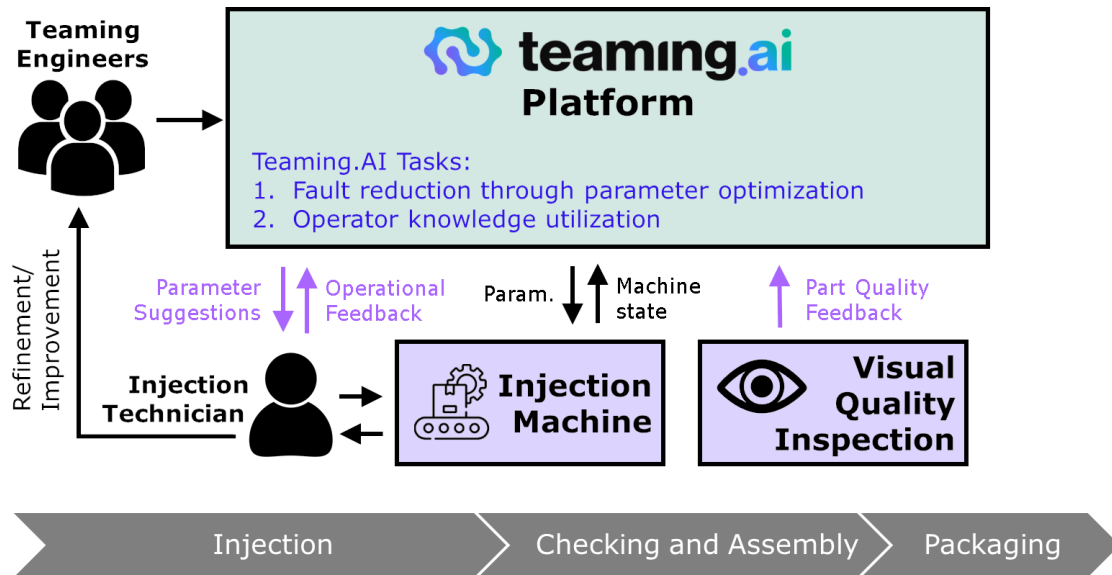 Teaming
Engineers
teaming.ai
Platform
Teaming.AI Tasks:
1. Fault reduction through parameter optimization
2. Operator knowledge utilization
Refinement/
Improvement
Parameter
Suggestions
Operational
Feedback
Param.
Machine
state
Part Quality
Feedback
Injection
Technician
Injection
Machine
Visual
Quality
Inspection
Injection
Checking and Assembly
Packaging